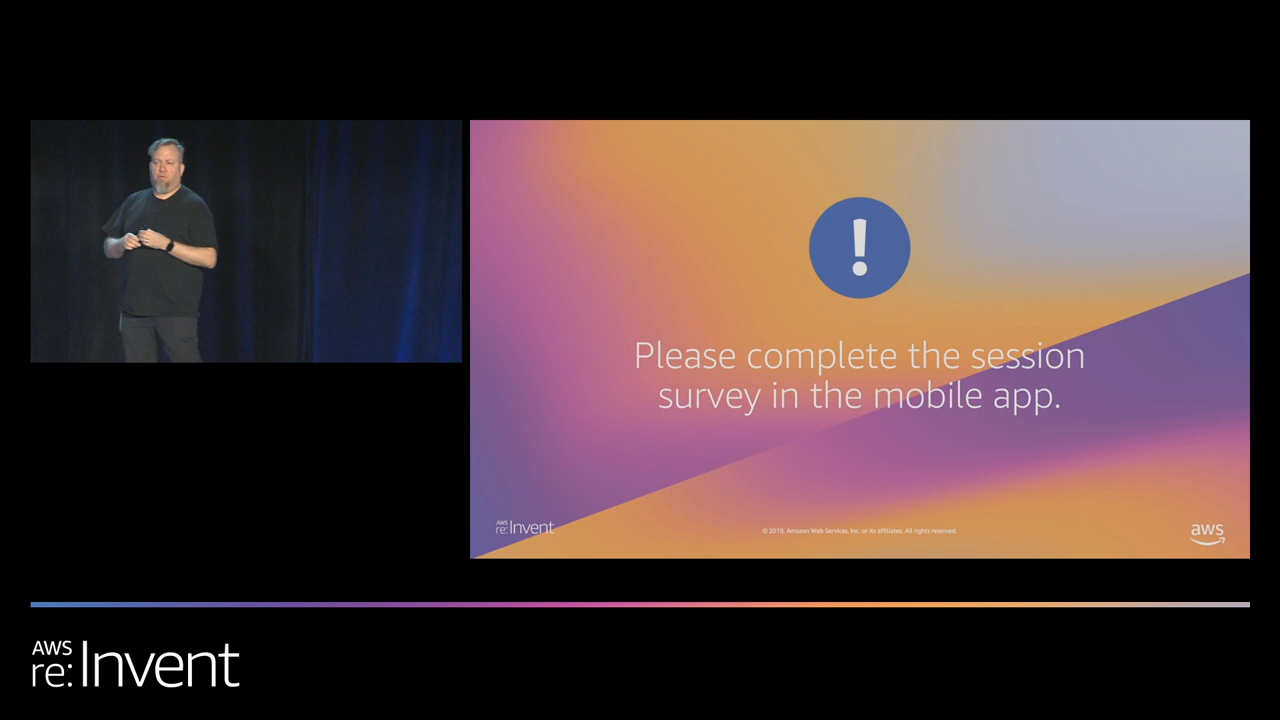 !
Please complete the session
survey in the mobile app.
AWS
re:Invent
© 2019, Amazon Web Services, Inc. or its affiliates. All rights reserved.
aws
AWS
re:Invent